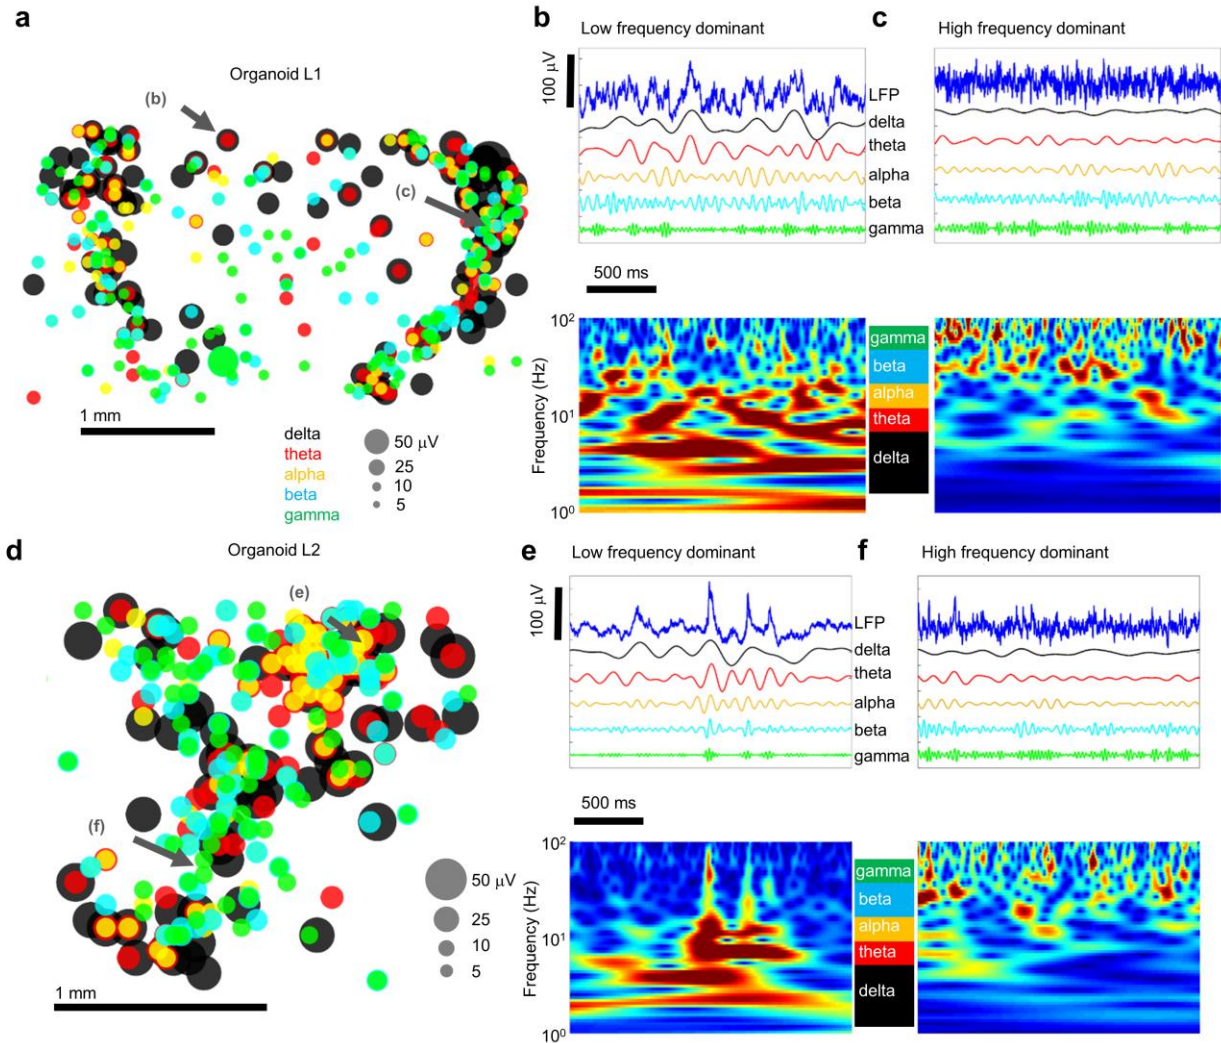 a
Organoid L1
(b)
(c)
1 mm
delta
theta
alpha
beta
gamma
50 μV
25
10
5
b
Low frequency dominant
100 μV
LFP
delta
theta
alpha
beta
gamma
500 ms
c
High frequency dominant
Frequency (Hz)
10²
10¹
10⁰
gamma
beta
alpha
theta
delta
d
Organoid L2
(e)
(f)
50 μV
25
10
5
1 mm
e
Low frequency dominant
100 μV
LFP
delta
theta
alpha
beta
gamma
500 ms
f
High frequency dominant
Frequency (Hz)
10²
10¹
10⁰
gamma
beta
alpha
theta
delta